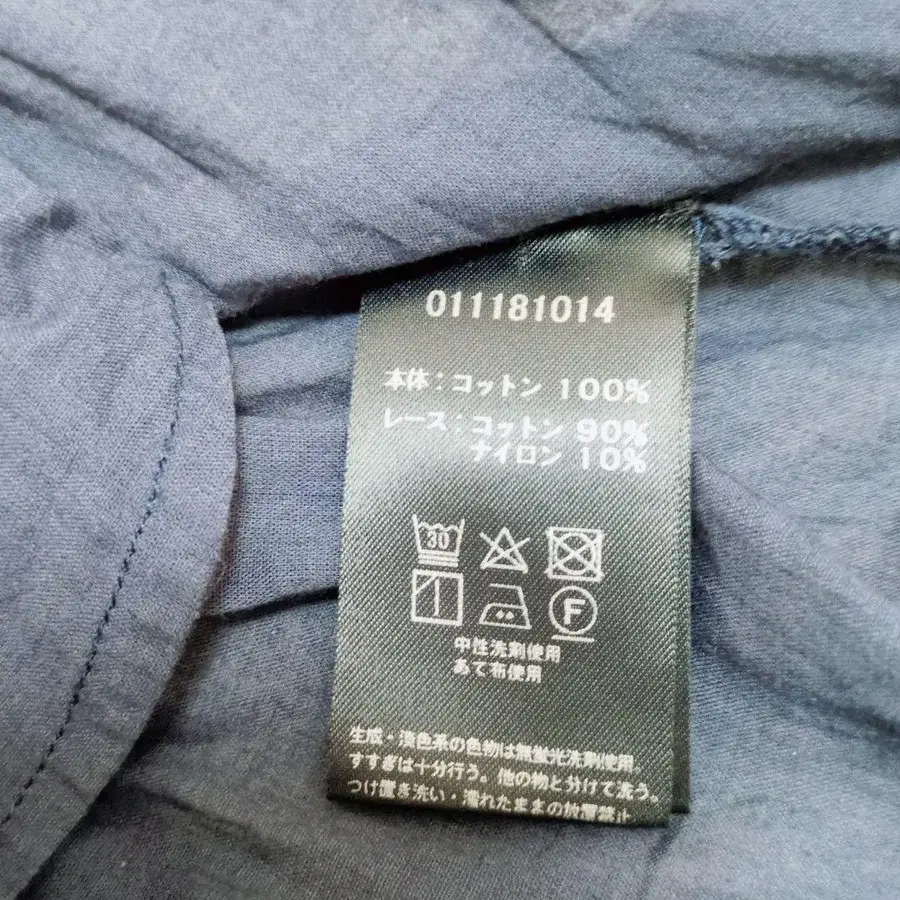 011181014
本体：コットン 100%
レース：コットン 90%
ナイロン 10%
30
F
中性洗剤使用
あて布使用
生成・淡色系の色物は無蛍光洗剤使用。
すすぎは十分行う。他の物と分けて洗う。
つけ置き洗い・濡れたままの放置禁止